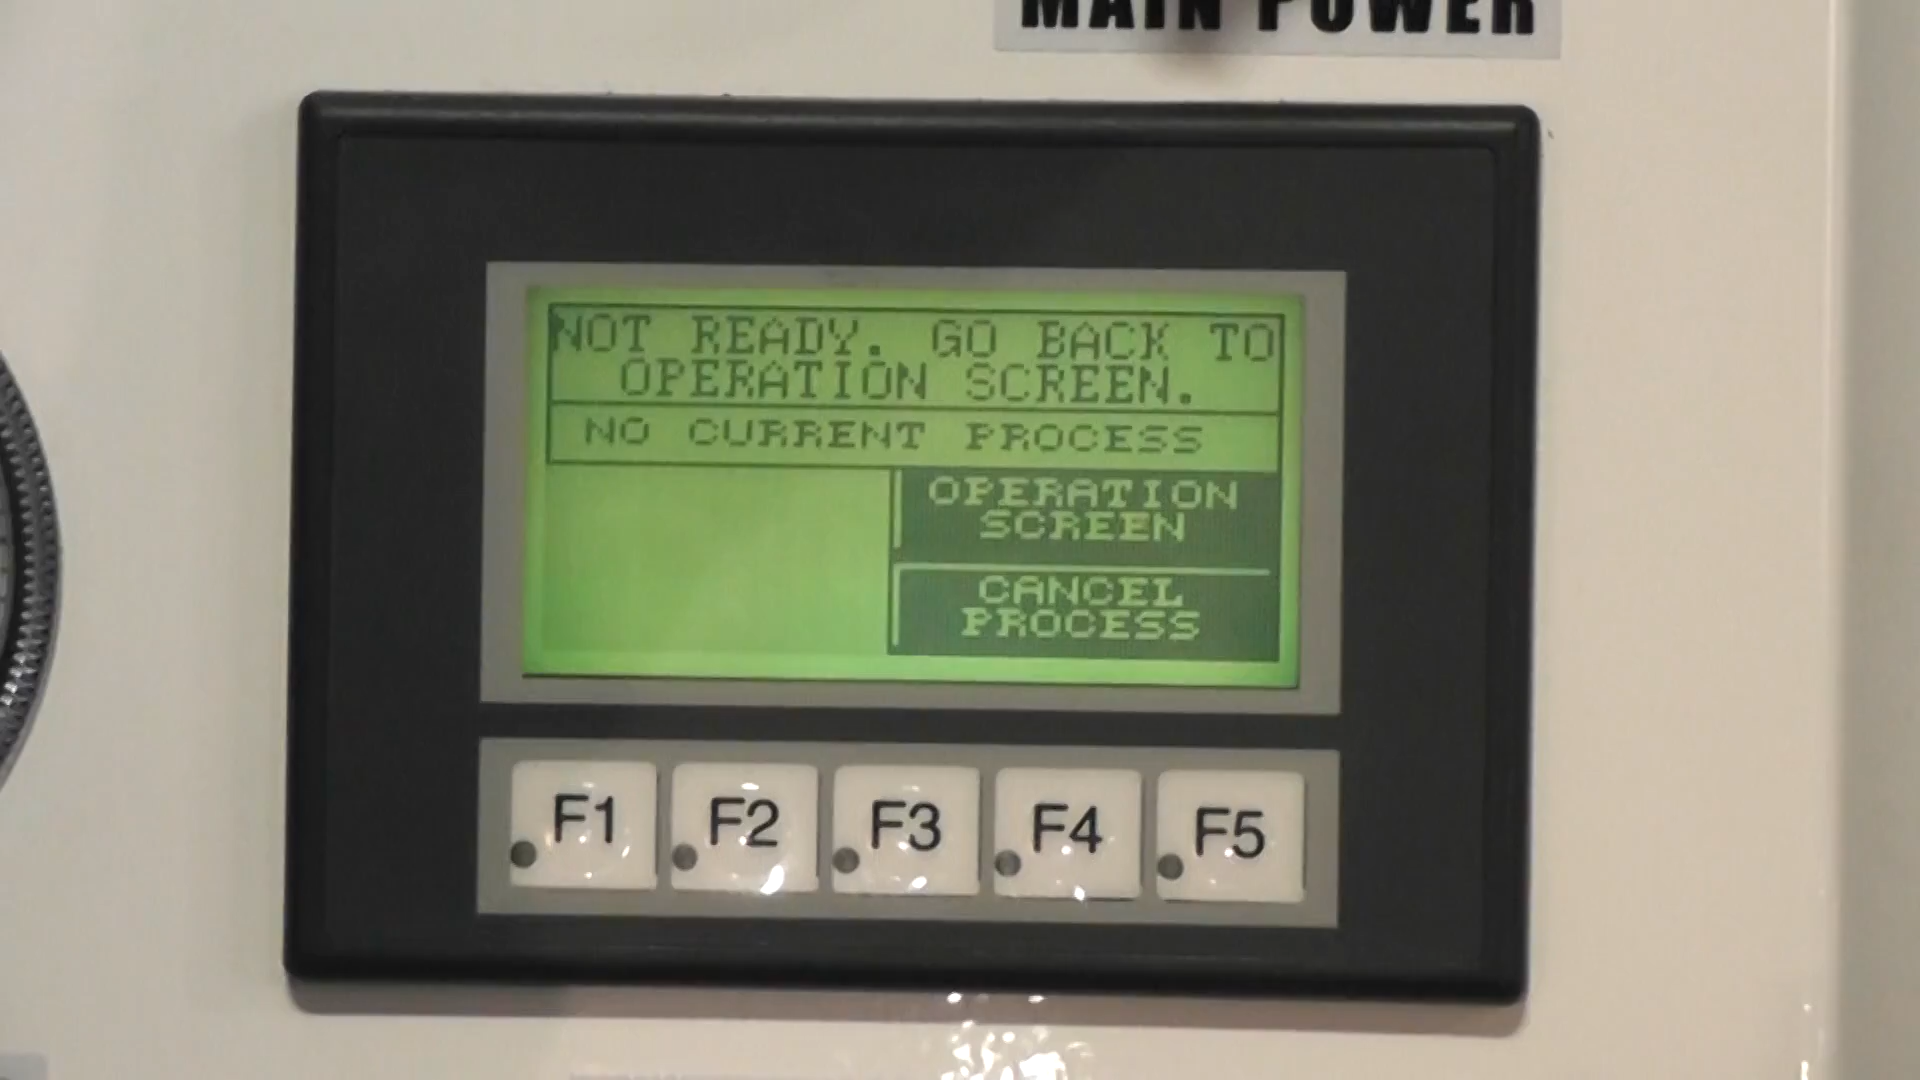 MAIN POWER
NOT READY. GO BACK TO
OPERATION SCREEN.
NO CURRENT PROCESS
OPERATION
SCREEN
CANCEL
PROCESS
F1 F2 F3 F4 F5